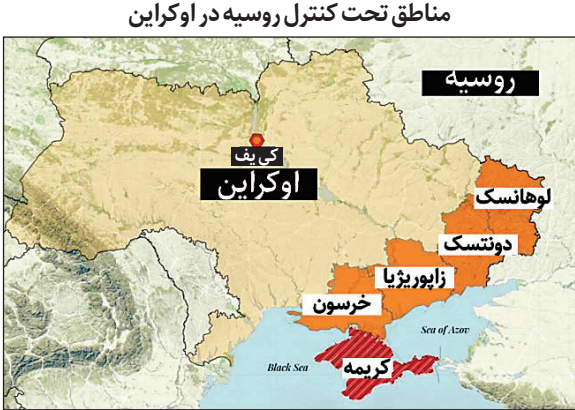 مناطق تحت کنترل روسیه در اوکراین
روسیه
کی یف
اوکراین
لوهانسک
دونتسک
زاپوریژیا
خرسون
Sea of Azov
Black Sea
کریمه